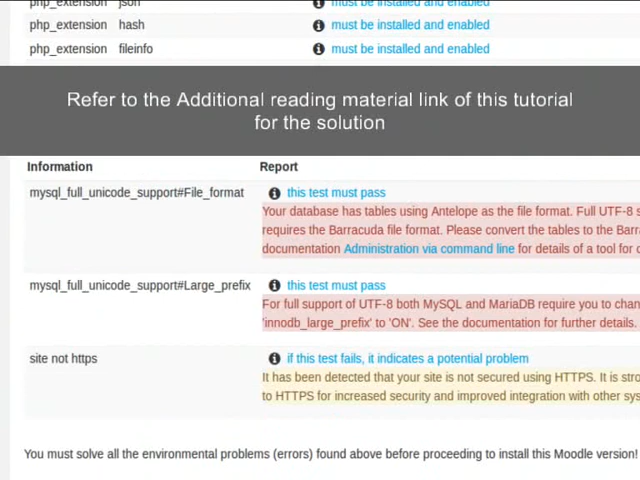 php_extension json must be installed and enabled
php_extension hash must be installed and enabled
php_extension fileinfo must be installed and enabled
Refer to the Additional reading material link of this tutorial
for the solution
Information Report
mysql_full_unicode_support#File_format this test must pass
Your database has tables using Antelope as the file format. Full UTF-8
requires the Barracuda file format. Please convert the tables to the
documentation Administration via command line for details of a tool for
mysql_full_unicode_support#Large_prefix this test must pass
For full support of UTF-8 both MySQL and MariaDB require you to
'innodb_large_prefix' to 'ON'. See the documentation for further details.
site not https if this test fails, it indicates a potential problem
It has been detected that your site is not secured using HTTPS. It is
to HTTPS for increased security and improved integration with other
You must solve all the environmental problems (errors) found above before proceeding to install this Moodle version!